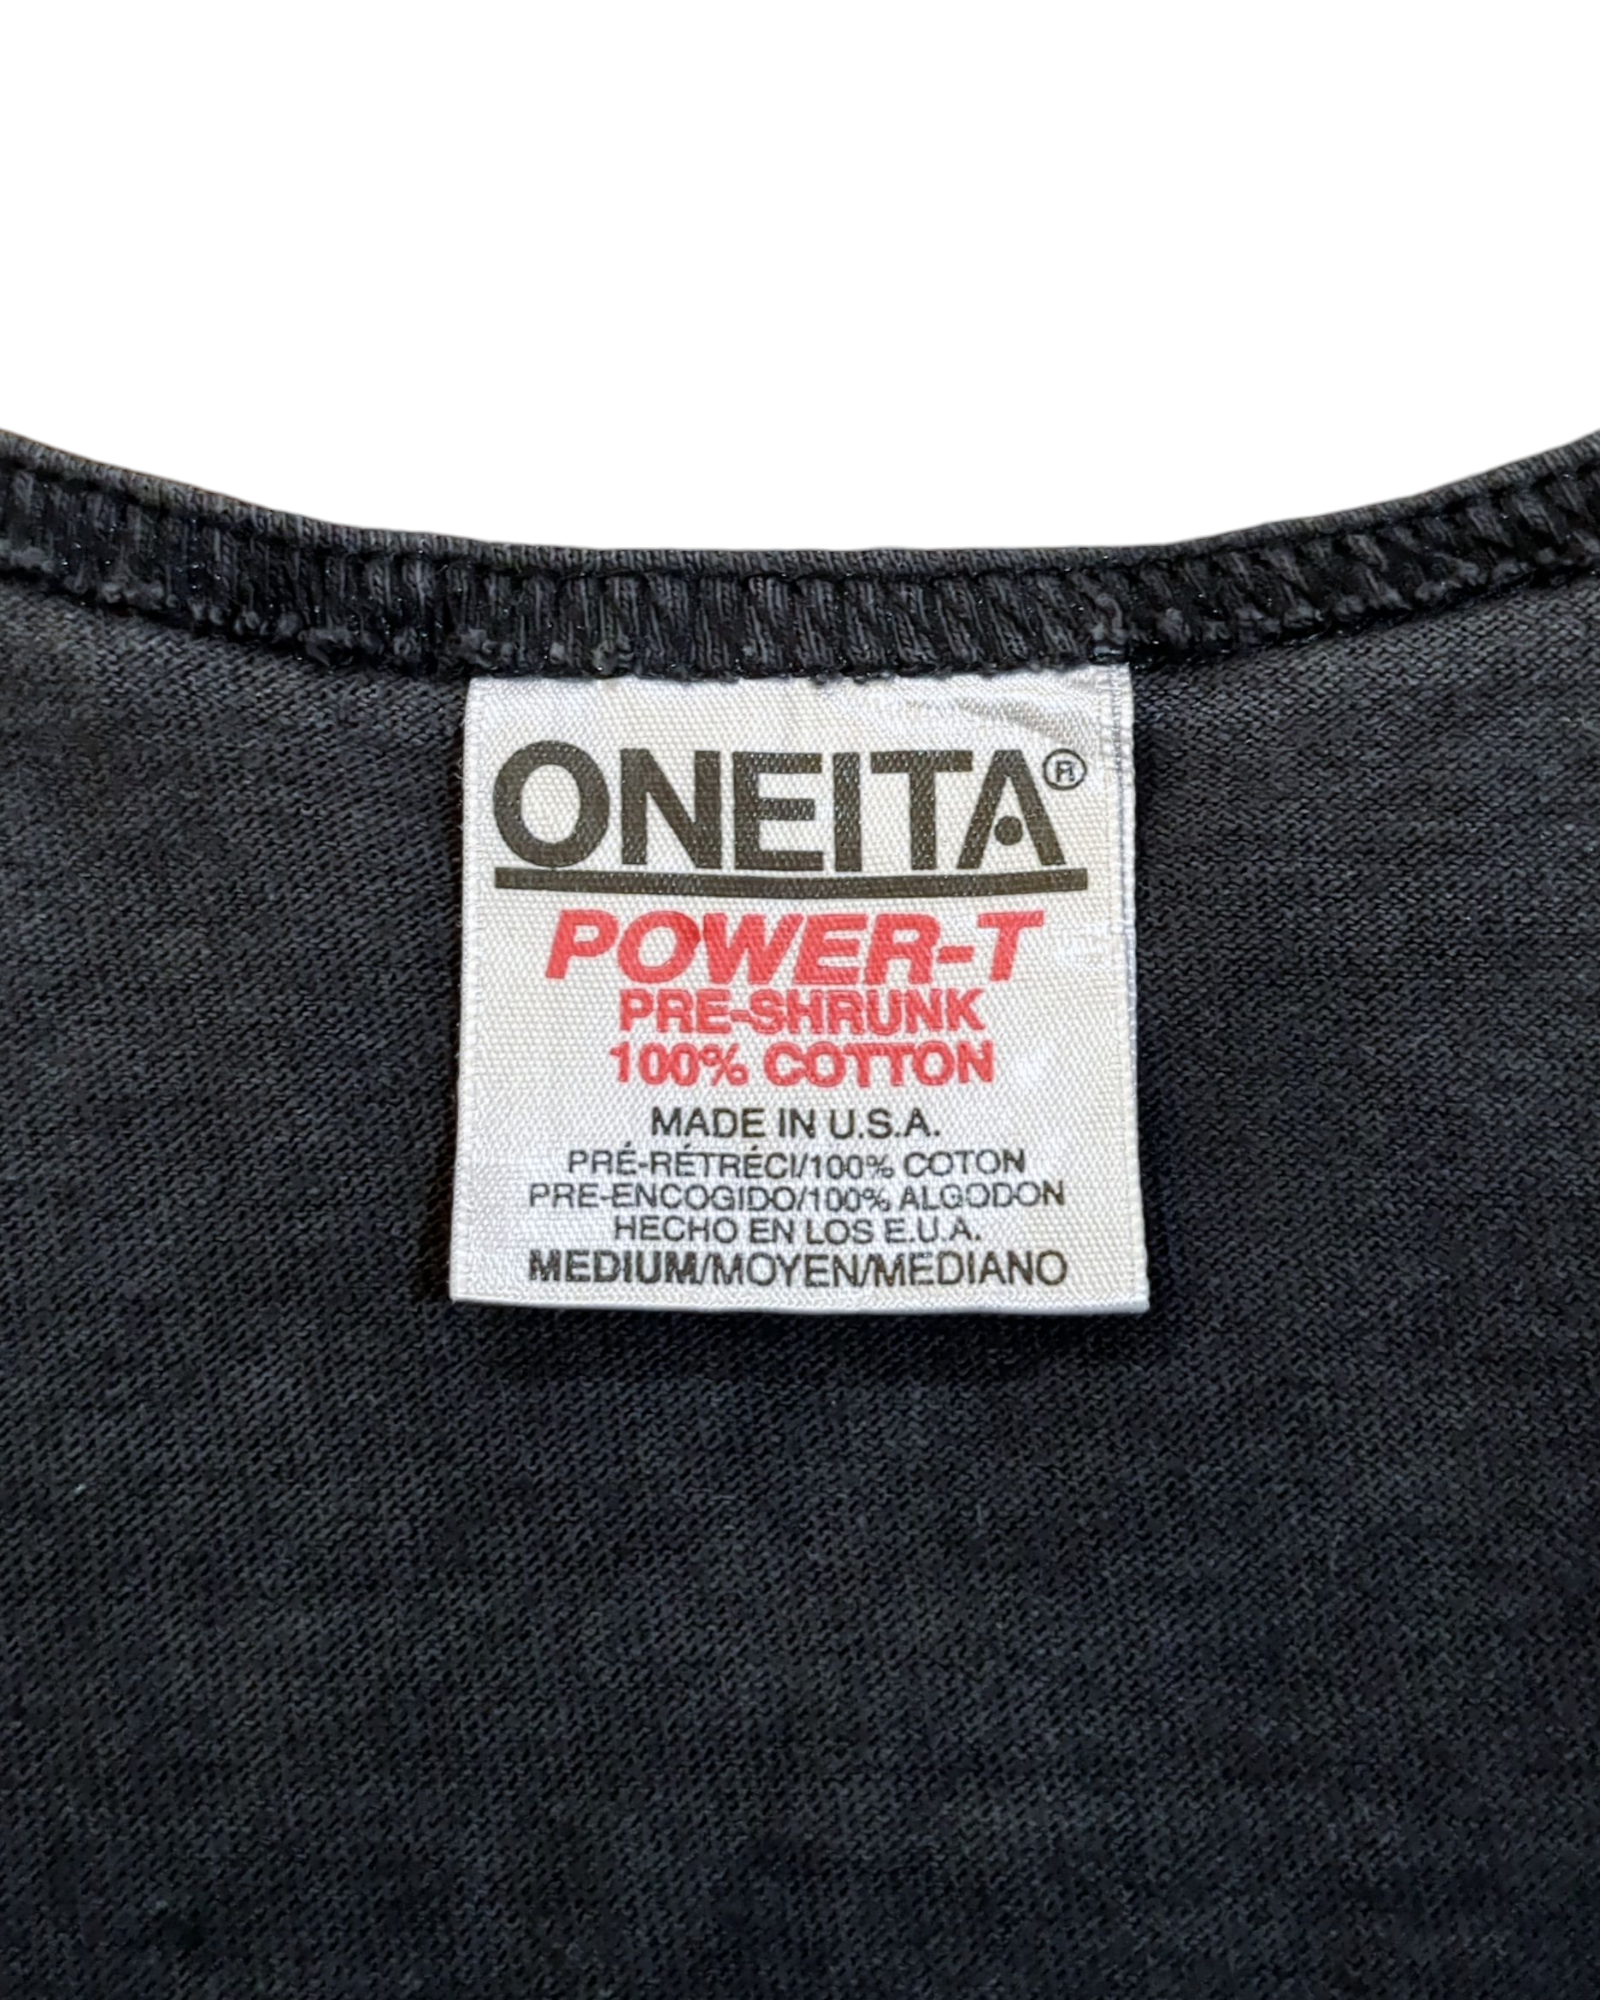 ONEITA®
POWER-T
PRE-SHRUNK
100% COTTON
MADE IN U.S.A.
PRÉ-RÉTRÉCI/100% COTON
PRE-ENCOGIDO/100% ALGODON
HECHO EN LOS E.U.A.
MEDIUM/MOYEN/MEDIANO